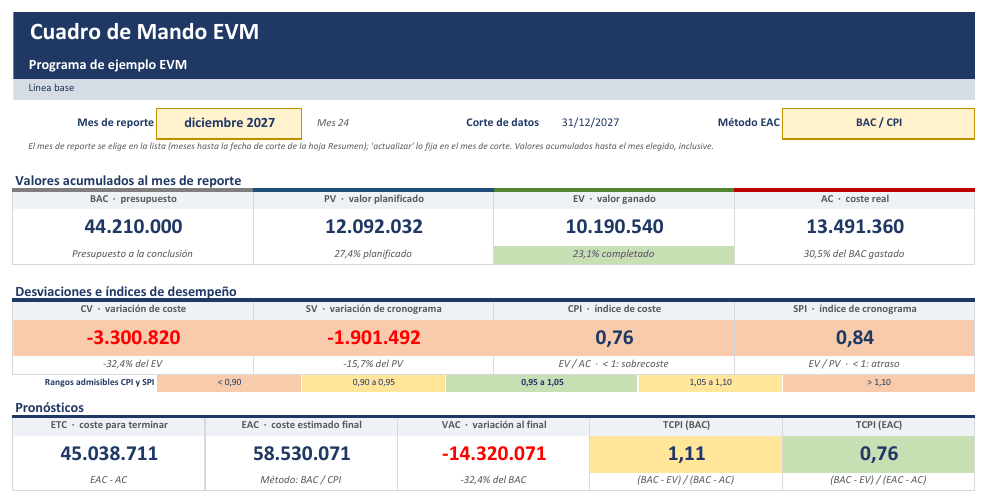 Cuadro de Mando EVM
Programa de ejemplo EVM
Línea base
Mes de reporte diciembre 2027 Mes 24 Corte de datos 31/12/2027 Método EAC BAC / CPI
El mes de reporte se elige en la lista (meses hasta la fecha de corte de la hoja Resumen); 'actualizar' lo fija en el mes de corte. Valores acumulados hasta el mes elegido, inclusive.
Valores acumulados al mes de reporte
BAC · presupuesto PV · valor planificado EV · valor ganado AC · coste real
44.210.000 12.092.032 10.190.540 13.491.360
Presupuesto a la conclusión 27,4% planificado 23,1% completado 30,5% del BAC gastado
Desviaciones e índices de desempeño
CV · variación de coste SV · variación de cronograma CPI · índice de coste SPI · índice de cronograma
-3.300.820 -1.901.492 0,76 0,84
-32,4% del EV -15,7% del PV EV / AC · < 1: sobrecoste EV / PV · < 1: atraso
Rangos admisibles CPI y SPI < 0,90 0,90 a 0,95 0,95 a 1,05 1,05 a 1,10 > 1,10
Pronósticos
ETC · coste para terminar EAC · coste estimado final VAC · variación al final TCPI (BAC) TCPI (EAC)
45.038.711 58.530.071 -14.320.071 1,11 0,76
EAC - AC Método: BAC / CPI -32,4% del BAC (BAC - EV) / (BAC - AC) (BAC - EV) / (EAC - AC)